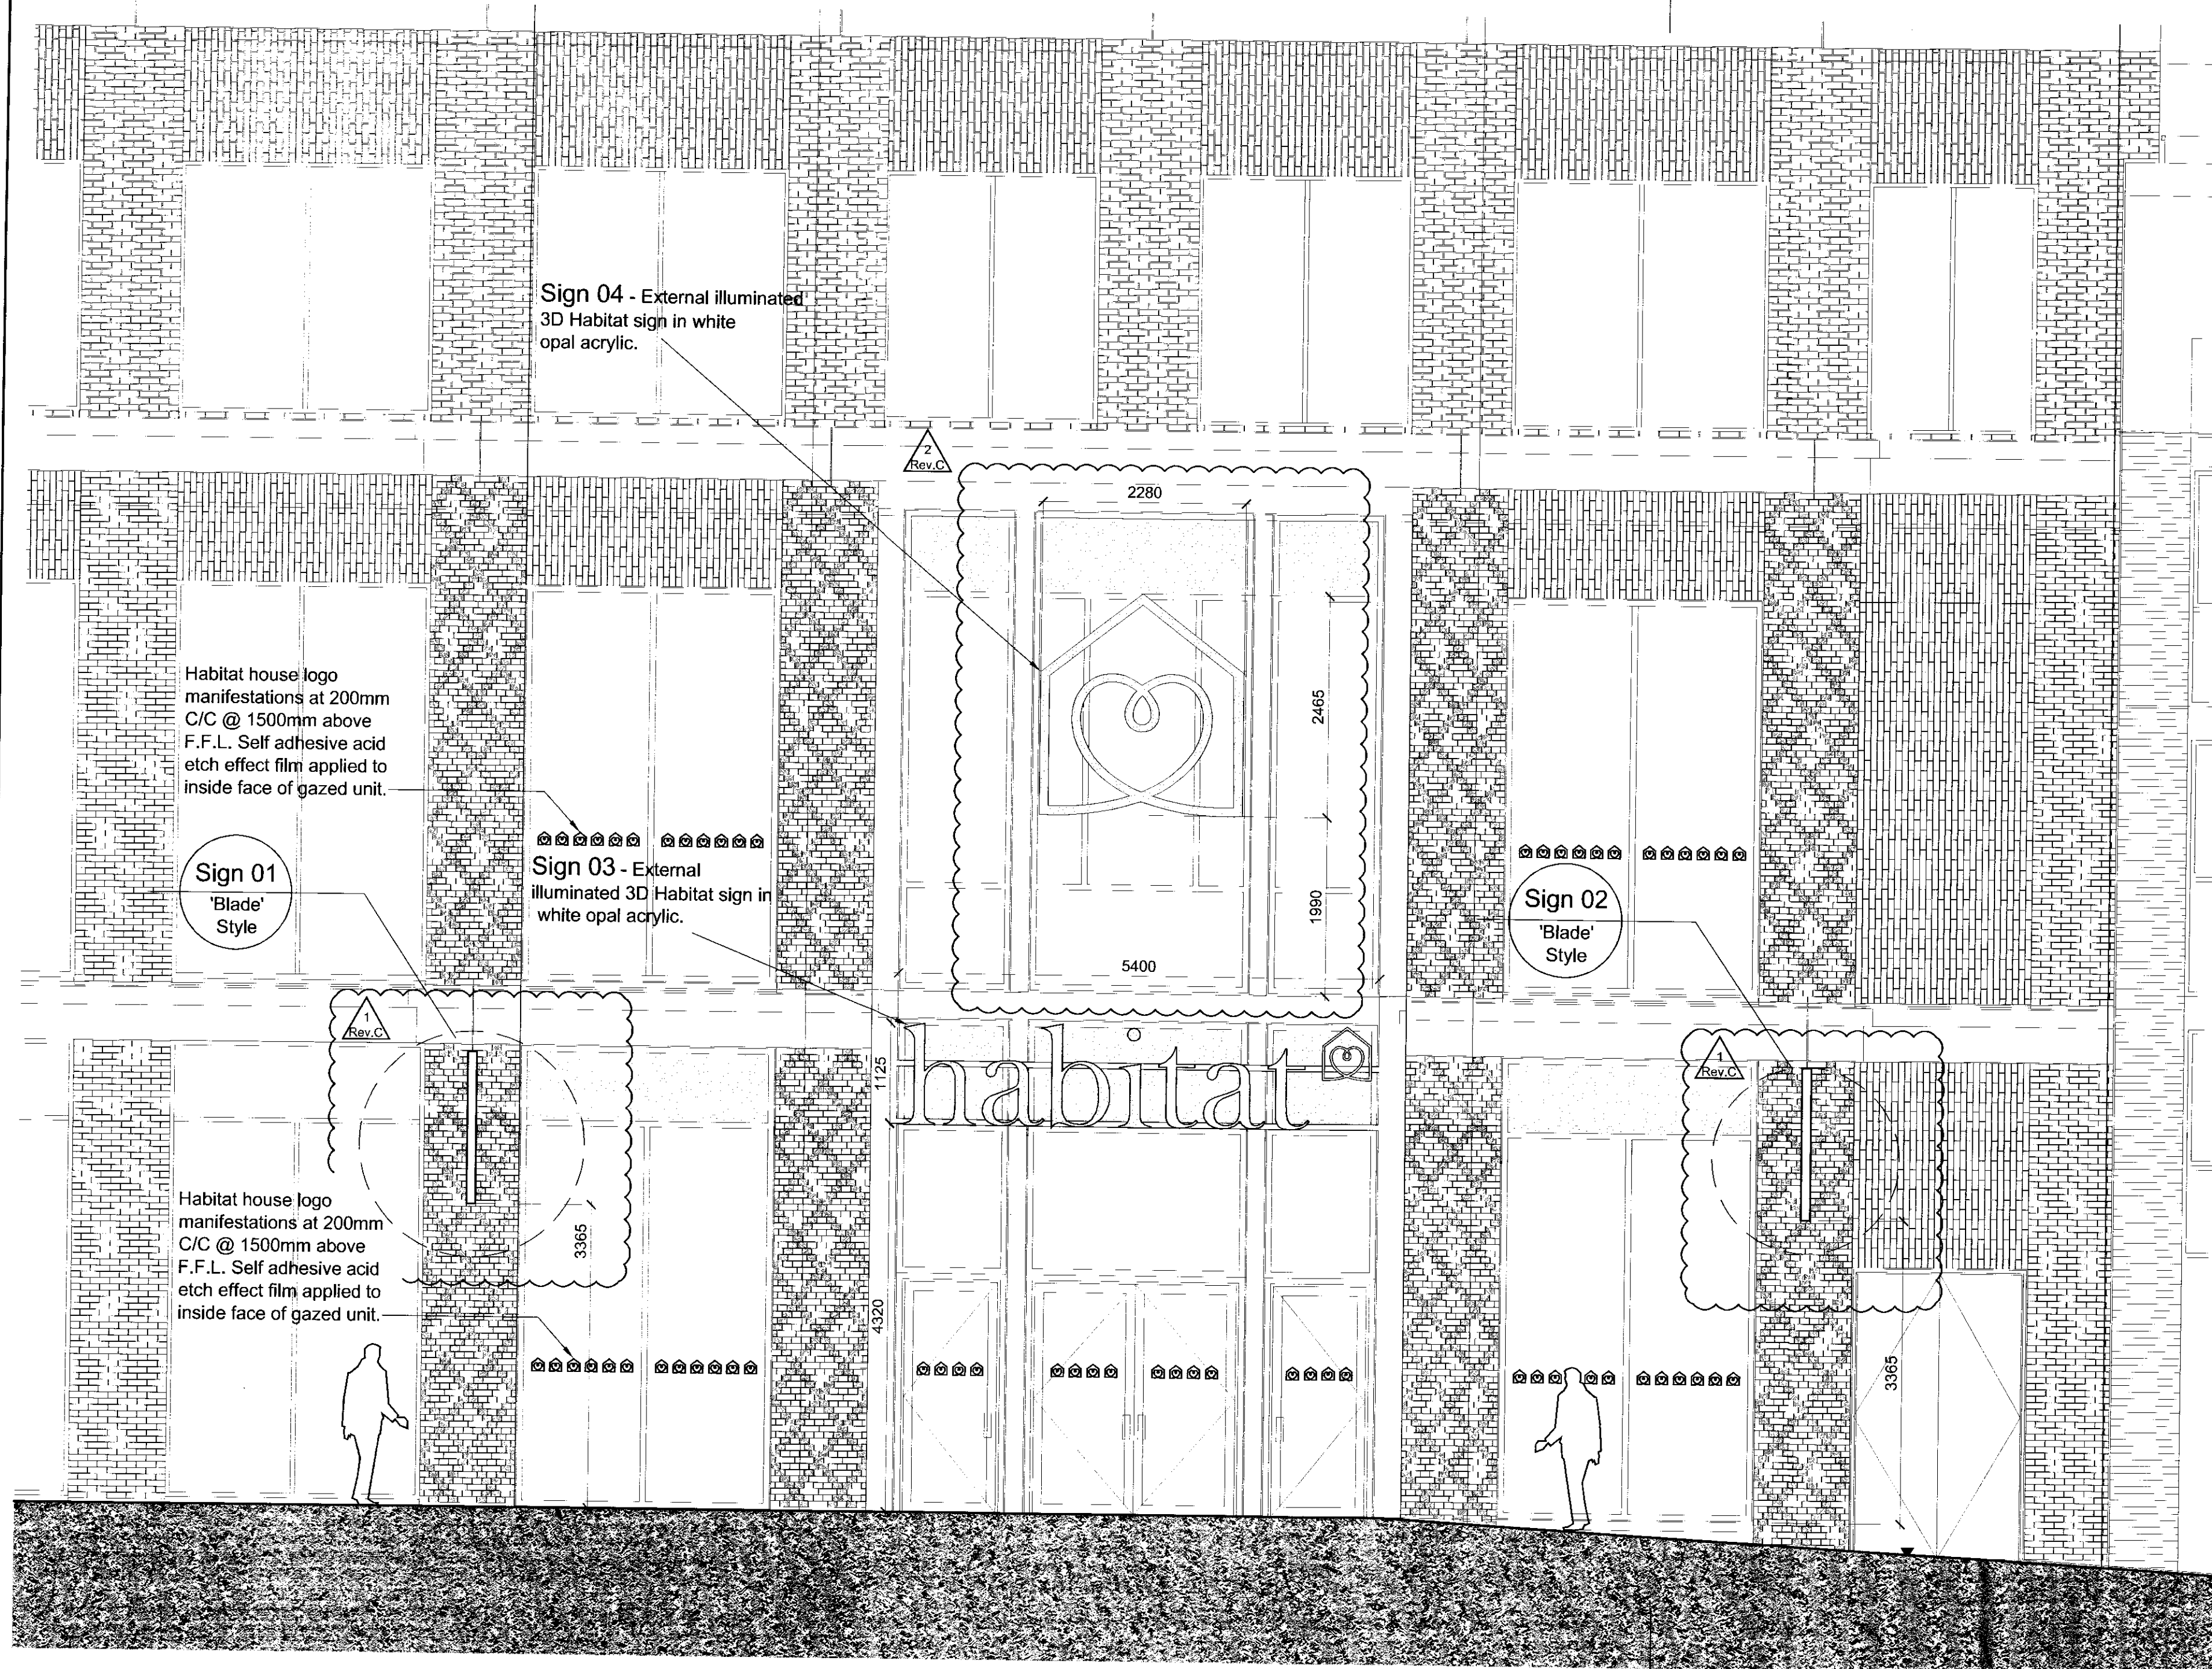 Sign 04 - External illuminated
3D Habitat sign in white
opal acrylic.
2
Rev.C
2280
Habitat house logo
manifestations at 200mm
C/C @ 1500mm above
F.F.L. Self adhesive acid
etch effect film applied to
inside face of gazed unit.
2465
Sign 01
'Blade'
Style
Sign 03 - External
illuminated 3D Habitat sign in
white opal acrylic.
1990
Sign 02
'Blade'
Style
5400
1
Rev.C
habitat
1125
1
Rev.C
Habitat house logo
manifestations at 200mm
C/C @ 1500mm above
F.F.L. Self adhesive acid
etch effect film applied to
inside face of gazed unit.
3365
4320
3365